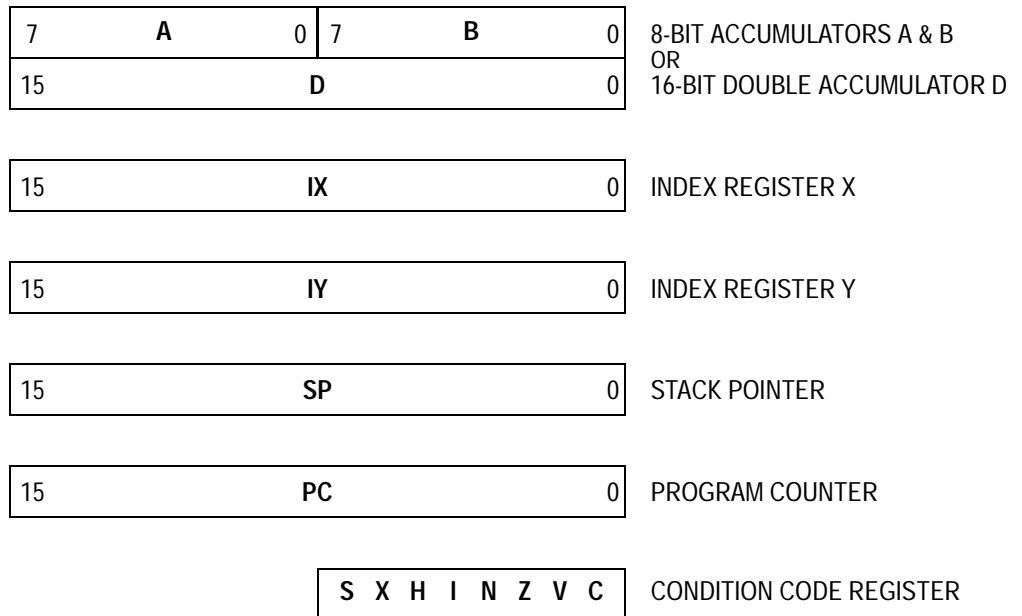 7 A 0 7 B 0 8-BIT ACCUMULATORS A & B
OR
15 D 0 16-BIT DOUBLE ACCUMULATOR D
15 IX 0 INDEX REGISTER X
15 IY 0 INDEX REGISTER Y
15 SP 0 STACK POINTER
15 PC 0 PROGRAM COUNTER
S X H I N Z V C CONDITION CODE REGISTER